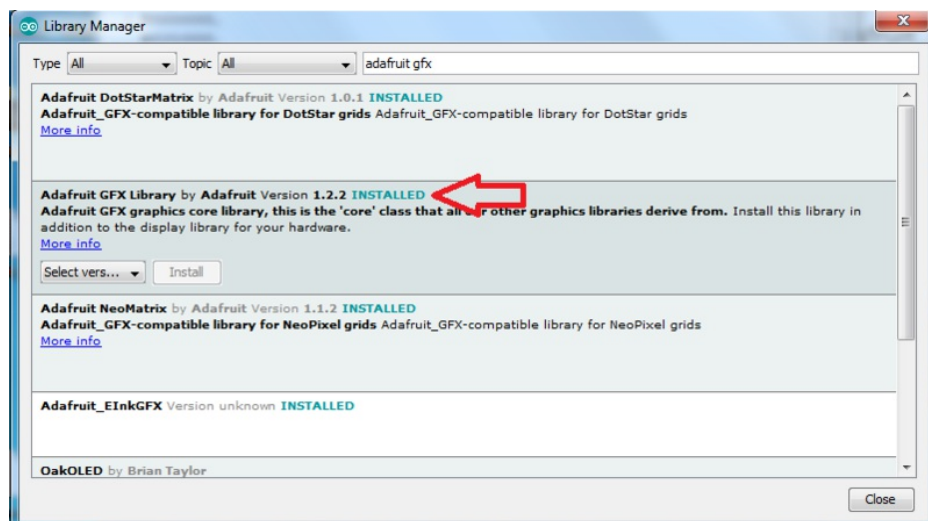 Library Manager
Type All Topic All adafruit gfx
Adafruit DotStarMatrix by Adafruit Version 1.0.1 INSTALLED
Adafruit_GFX-compatible library for DotStar grids Adafruit_GFX-compatible library for DotStar grids
More info
Adafruit GFX Library by Adafruit Version 1.2.2 INSTALLED
Adafruit GFX graphics core library, this is the 'core' class that all our other graphics libraries derive from. Install this library in
addition to the display library for your hardware.
More info
Select vers... Install
Adafruit NeoMatrix by Adafruit Version 1.1.2 INSTALLED
Adafruit_GFX-compatible library for NeoPixel grids Adafruit_GFX-compatible library for NeoPixel grids
More info
Adafruit_EInkGFX Version unknown INSTALLED
OakOLED by Brian Taylor
Close